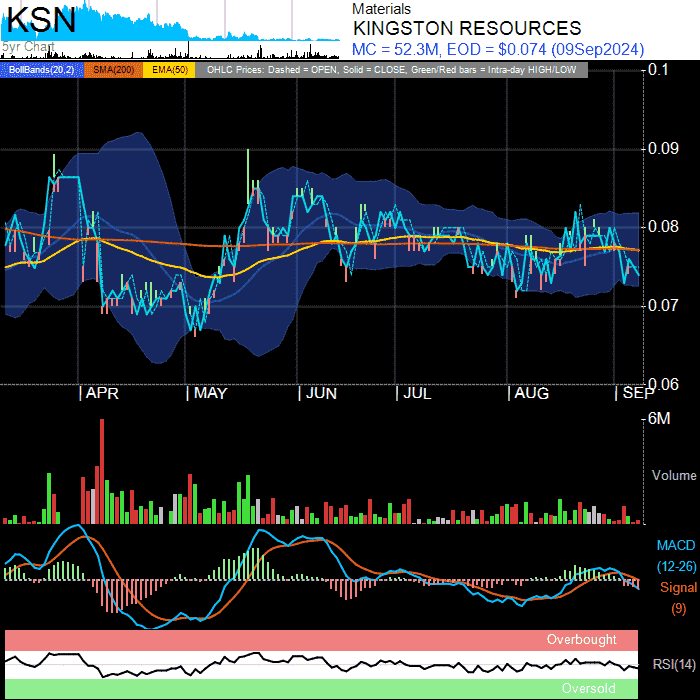 KSN
5yr Chart
Materials
KINGSTON RESOURCES
MC = 52.3M, EOD = $0.074 (09Sep2024)
BollBands(20,2) SMA(200) EMA(50) OHLC Prices: Dashed = OPEN, Solid = CLOSE, Green/Red bars = Intra-day HIGH/LOW
0.1
0.09
0.08
0.07
0.06
APR MAY JUN JUL AUG SEP
6M
Volume
MACD
(12-26)
Signal
(9)
Overbought
RSI(14)
Oversold